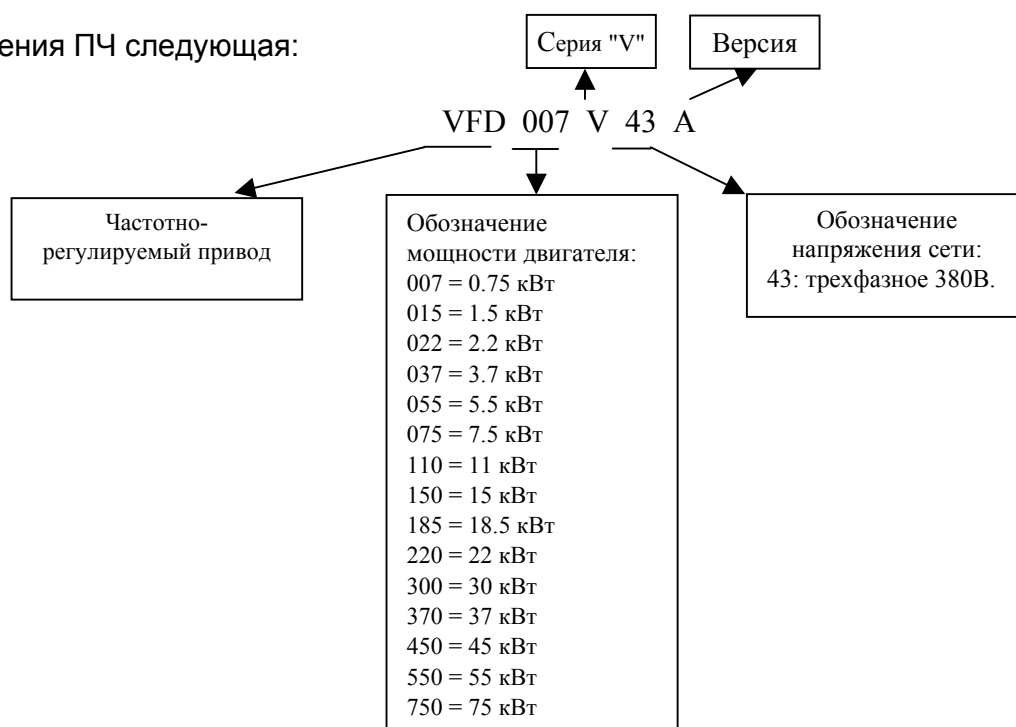 ения ПЧ следующая:
Серия "V"
Версия
VFD 007 V 43 A
Частотно-
регулируемый привод
Обозначение
мощности двигателя:
007 = 0.75 кВт
015 = 1.5 кВт
022 = 2.2 кВт
037 = 3.7 кВт
055 = 5.5 кВт
075 = 7.5 кВт
110 = 11 кВт
150 = 15 кВт
185 = 18.5 кВт
220 = 22 кВт
300 = 30 кВт
370 = 37 кВт
450 = 45 кВт
550 = 55 кВт
750 = 75 кВт
Обозначение
напряжения сети:
43: трехфазное 380В.